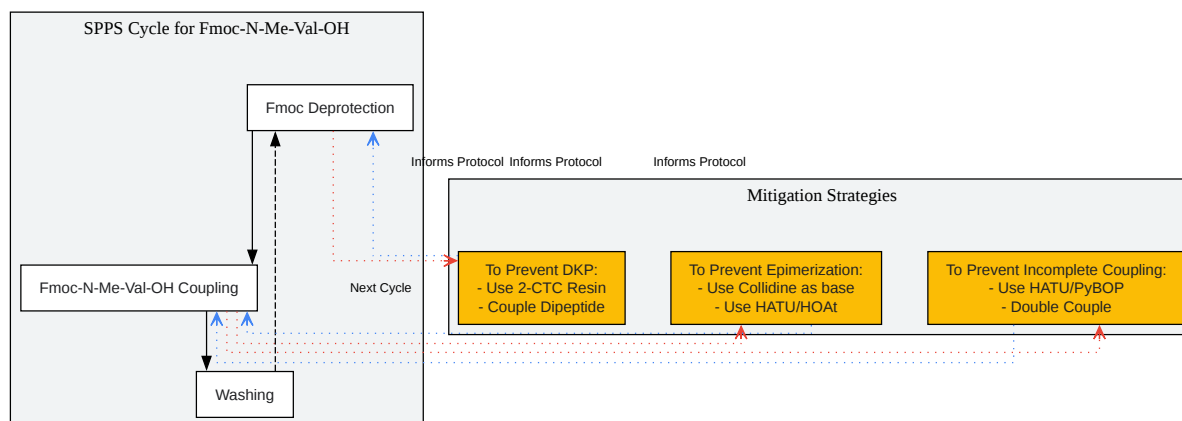 SPPS Cycle for Fmoc-N-Me-Val-OH
Fmoc Deprotection
Informs Protocol
Informs Protocol
Informs Protocol
Mitigation Strategies
Fmoc-N-Me-Val-OH Coupling
Next Cycle
To Prevent DKP:
- Use 2-CTC Resin
- Couple Dipeptide
To Prevent Epimerization:
- Use Collidine as base
- Use HATU/HOAt
To Prevent Incomplete Coupling:
- Use HATU/PyBOP
- Double Couple
Washing